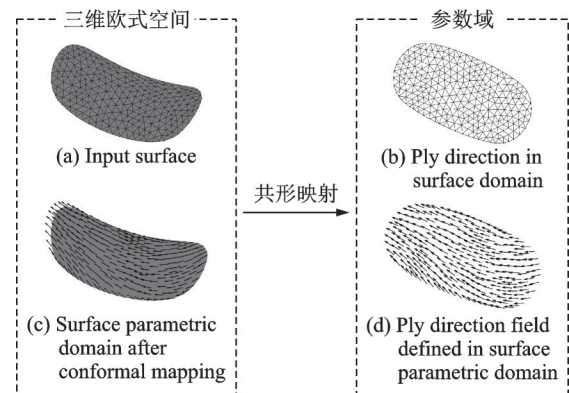 三维欧式空间
参数域
(a) Input surface
(b) Ply direction in
surface domain
共形映射
(c) Surface parametric
domain after
conformal mapping
(d) Ply direction field
defined in surface
parametric domain